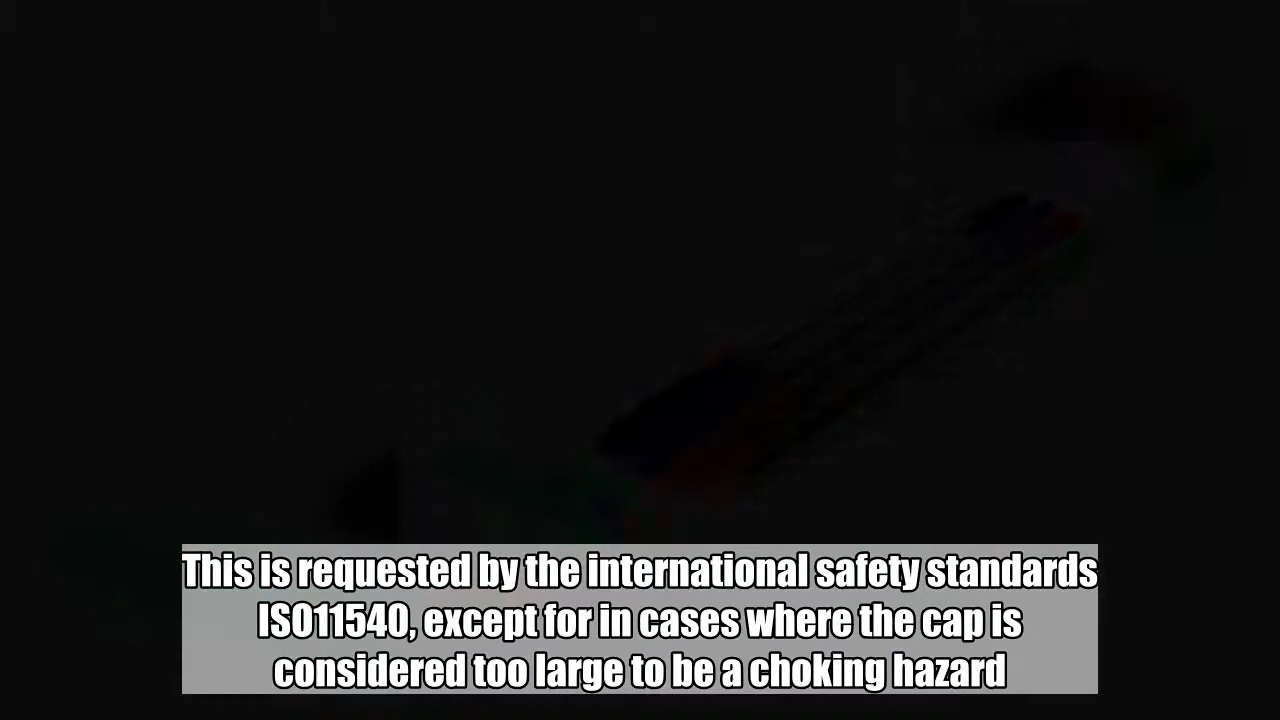 This is requested by the international safety standards
ISO11540, except for in cases where the cap is
considered too large to be a choking hazard